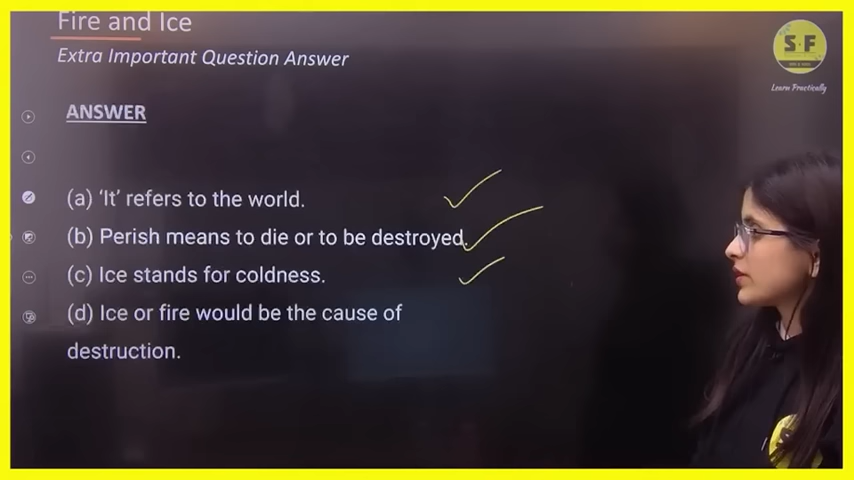 Fire and Ice
Extra Important Question Answer
S F
Learn Practically
ANSWER
(a) ‘It’ refers to the world.
(b) Perish means to die or to be destroyed.
(c) Ice stands for coldness.
(d) Ice or fire would be the cause of
destruction.